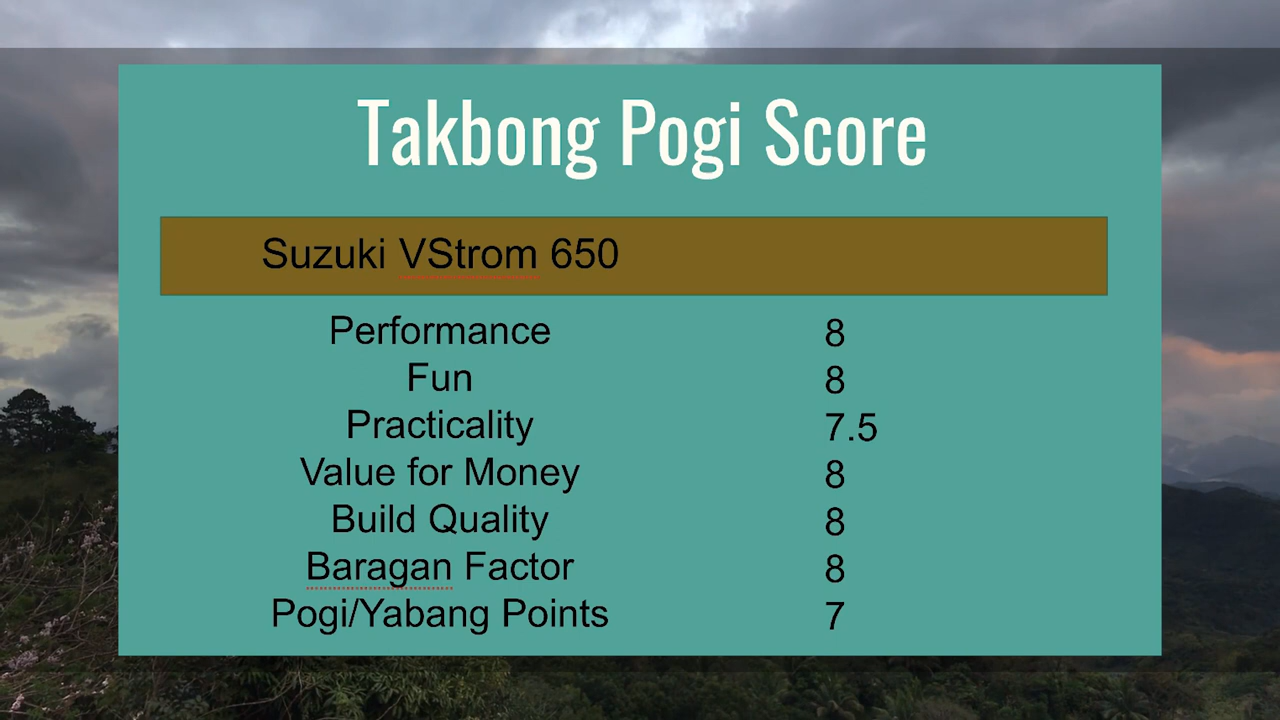 Takbong Pogi Score
Suzuki VStrom 650
Performance 8
Fun 8
Practicality 7.5
Value for Money 8
Build Quality 8
Baragan Factor 8
Pogi/Yabang Points 7